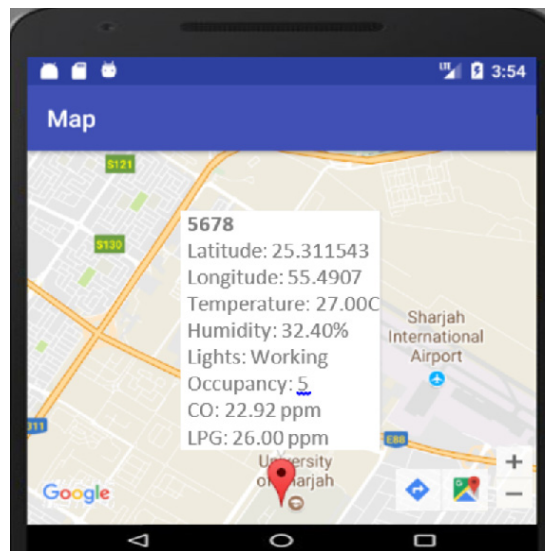 3:54
Map
S121
S130
5678
Latitude: 25.311543
Longitude: 55.4907
Temperature: 27.00C
Humidity: 32.40%
Lights: Working
Occupancy: 5
CO: 22.92 ppm
LPG: 26.00 ppm
Sharjah
International
Airport
311
E88
University
of Sharjah
Google
+
−